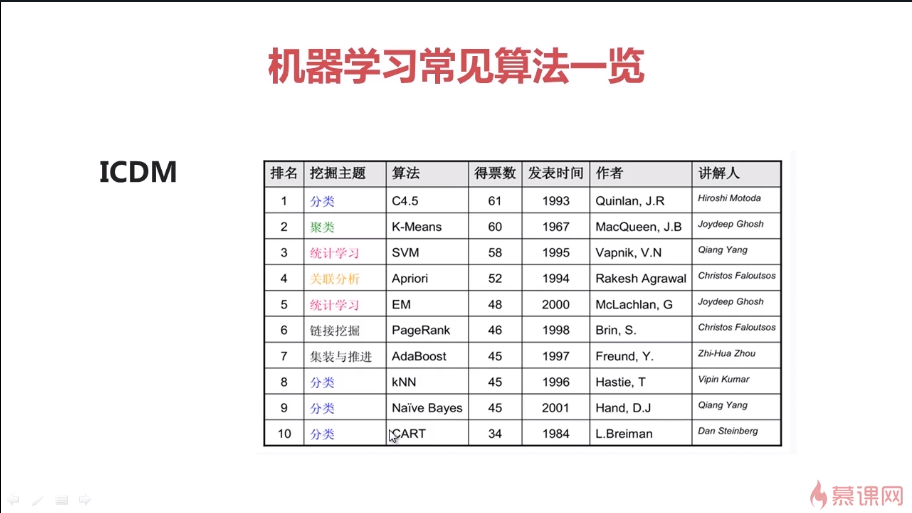 机器学习常见算法一览
ICDM
排名 挖掘主题 算法 得票数 发表时间 作者 讲解人
1 分类 C4.5 61 1993 Quinlan, J.R Hiroshi Motoda
2 聚类 K-Means 60 1967 MacQueen, J.B Joydeep Ghosh
3 统计学习 SVM 58 1995 Vapnik, V.N Qiang Yang
4 关联分析 Apriori 52 1994 Rakesh Agrawal Christos Faloutsos
5 统计学习 EM 48 2000 McLachlan, G Joydeep Ghosh
6 链接挖掘 PageRank 46 1998 Brin, S. Christos Faloutsos
7 集装与推进 AdaBoost 45 1997 Freund, Y. Zhi-Hua Zhou
8 分类 kNN 45 1996 Hastie, T Vipin Kumar
9 分类 Naïve Bayes 45 2001 Hand, D.J Qiang Yang
10 分类 CART 34 1984 L.Breiman Dan Steinberg
慕课网